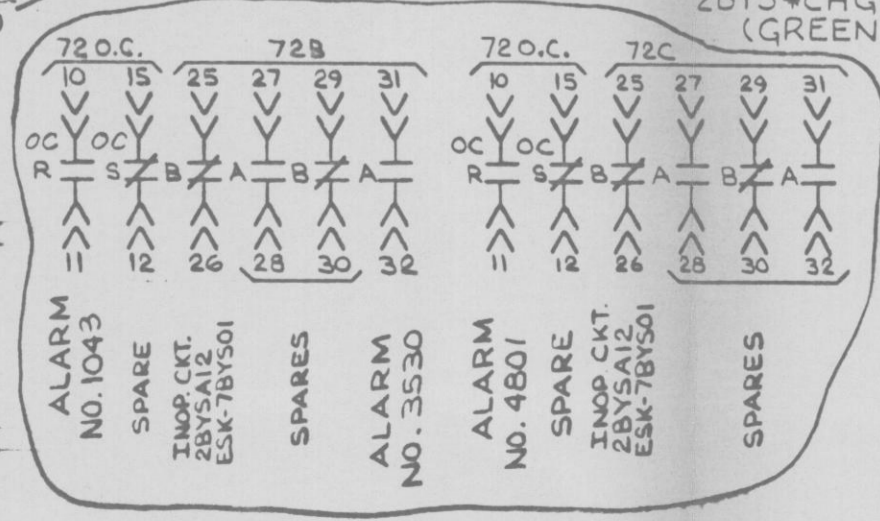 (GREEN
72 O.C. 72B 72 O.C. 72C
10 15 25 27 29 31 10 15 25 27 29 31
OC OC OC OC
R S B A B A R S B A B A
11 12 26 28 30 32 11 12 26 28 30 32
ALARM
NO. 1043
SPARE
INOP. CKT.
2BYSA12
ESK-7BYS01
SPARES
ALARM
NO. 3530
ALARM
NO. 4801
SPARE
INOP. CKT.
2BYSA12
ESK-7BYS01
SPARES